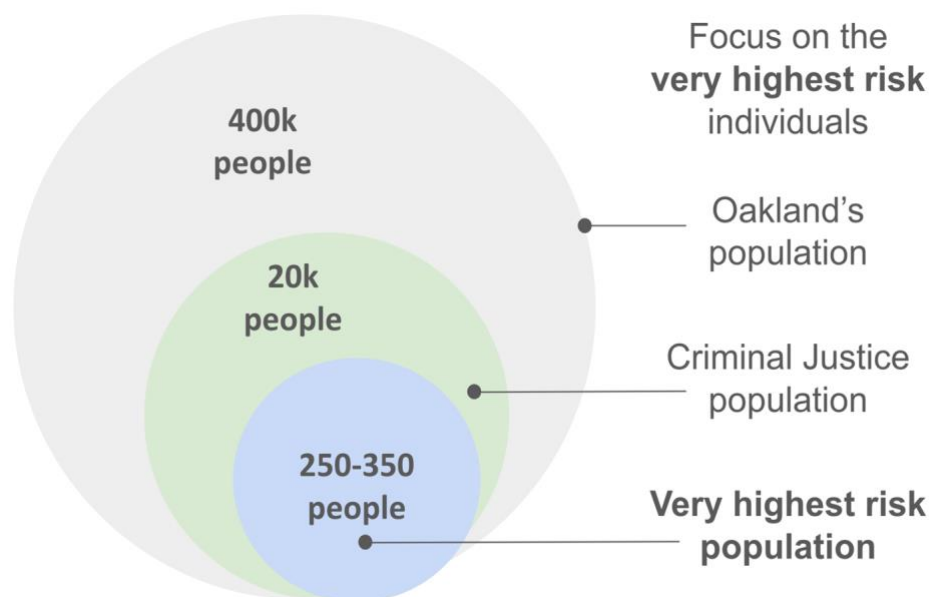 Focus on the
very highest risk
individuals
400k
people
Oakland’s
population
20k
people
Criminal Justice
population
250-350
people
Very highest risk
population